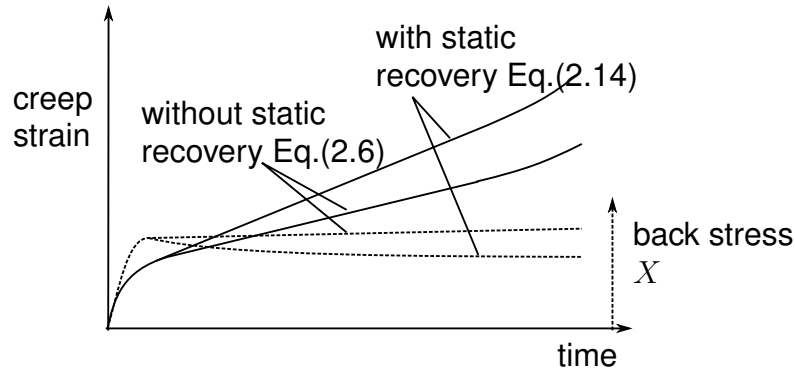 with static
recovery Eq.(2.14)
creep
strain
without static
recovery Eq.(2.6)
back stress
X
time